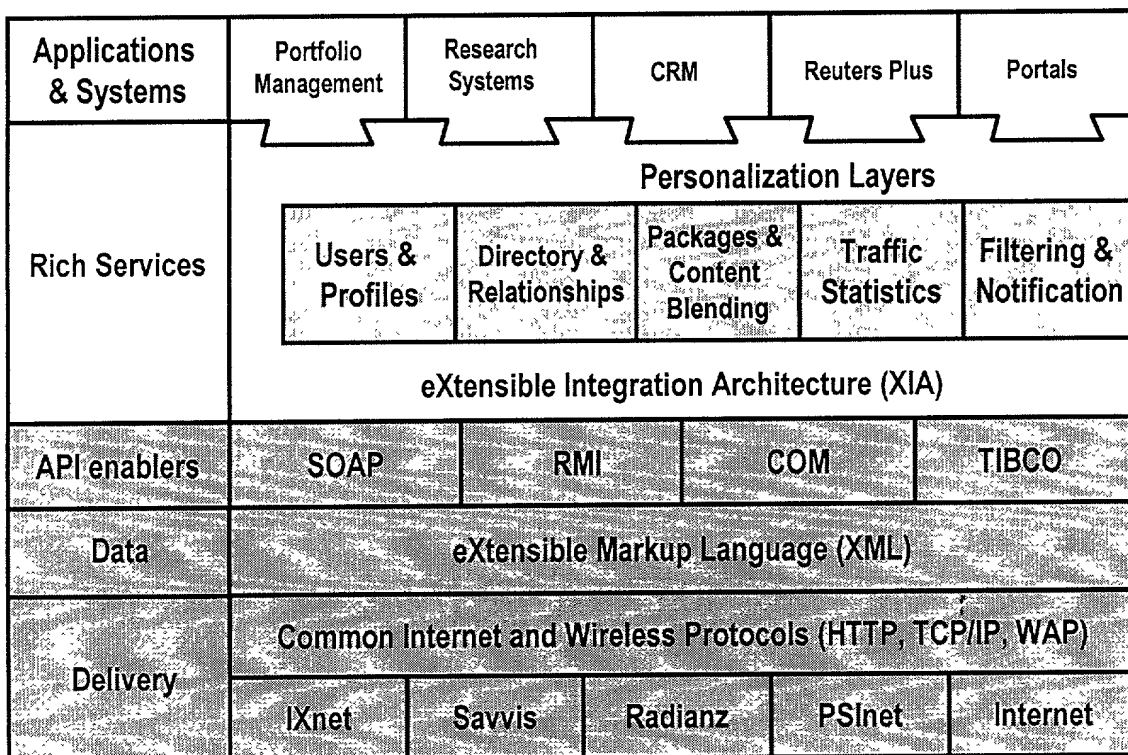 Applications
& Systems
Portfolio
Management
Research
Systems
CRM
Reuters Plus
Portals
Rich Services
Personalization Layers
Users &
Profiles
Directory &
Relationships
Packages &
Content
Blending
Traffic
Statistics
Filtering &
Notification
eXtensible Integration Architecture (XIA)
API enablers
SOAP
RMI
COM
TIBCO
Data
eXtensible Markup Language (XML)
Delivery
Common Internet and Wireless Protocols (HTTP, TCP/IP, WAP)
IXnet
Savvis
Radianz
PSInet
Internet